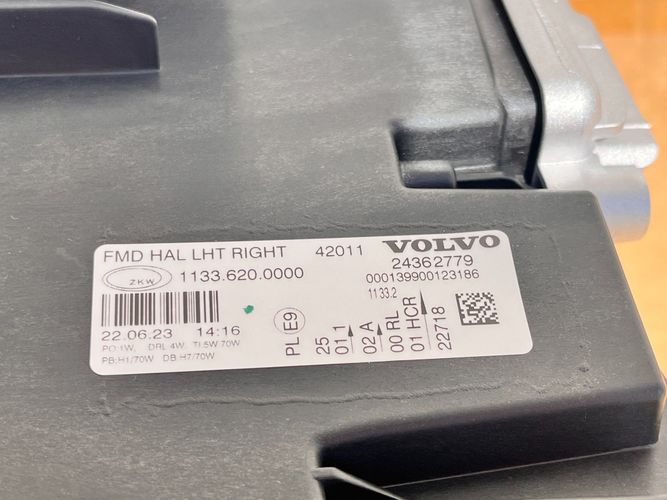 FMD HAL LHT RIGHT 42011 VOLVO
ZKW 1133.620.0000 24362779
000139900123186
1133.2
22.06.23 14:16
PO:1W, DRL 4W, TI 5W/70W
PB:H1/70W DB:H7/70W
PL E9
25
01 1
02 A
00 RL
01 HCR
22718